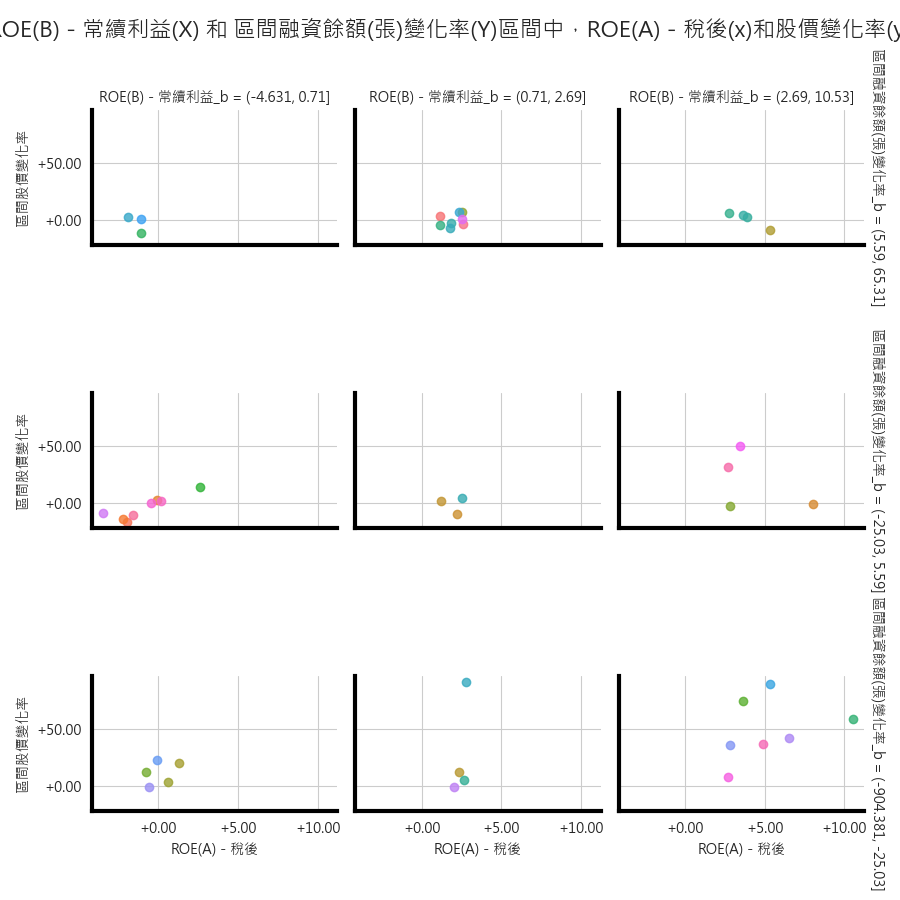 ROE(B) - 常續利益(X) 和 區間融資餘額(張)變化率(Y)區間中，ROE(A) - 稅後(x)和股價變化率(y
ROE(B) - 常續利益_b = (-4.631, 0.71]
ROE(B) - 常續利益_b = (0.71, 2.69]
ROE(B) - 常續利益_b = (2.69, 10.53]
區間融資餘額(張)變化率_b = (5.59, 65.31]
區間股價變化率
+50.00
+0.00
區間融資餘額(張)變化率_b = (-25.03, 5.59]
區間股價變化率
+50.00
+0.00
區間融資餘額(張)變化率_b = (-904.381, -25.03]
區間股價變化率
+50.00
+0.00
+0.00 +5.00 +10.00
+0.00 +5.00 +10.00
+0.00 +5.00 +10.00
ROE(A) - 稅後
ROE(A) - 稅後
ROE(A) - 稅後